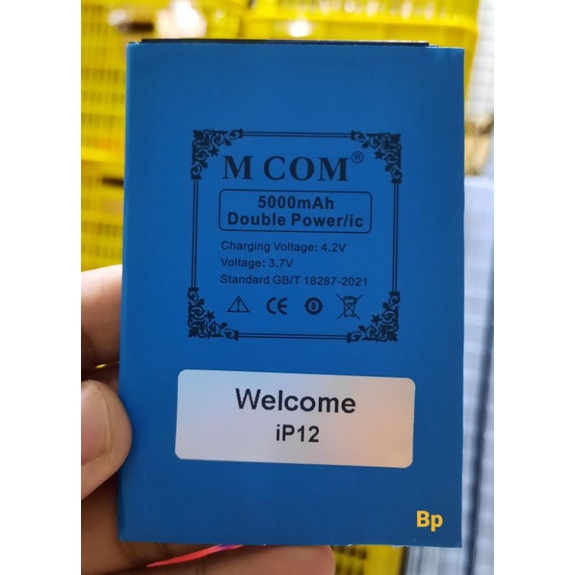 M COM®
5000mAh
Double Power/ic
Charging Voltage: 4.2V
Voltage: 3.7V
Standard GB/T 18287-2021
CE
Welcome
iP12
Bp